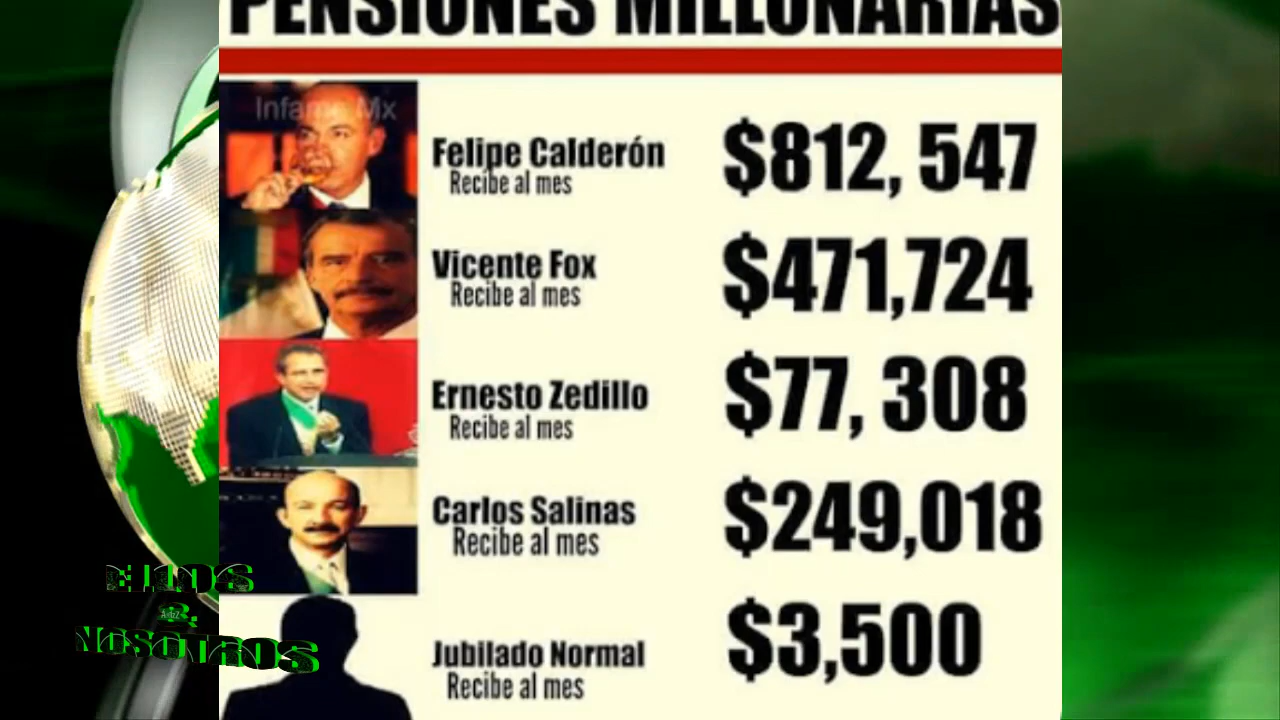 PENSIONES MILLONARIAS
Infame Mx
Felipe Calderón
Recibe al mes
$812, 547
Vicente Fox
Recibe al mes
$471,724
Ernesto Zedillo
Recibe al mes
$77, 308
Carlos Salinas
Recibe al mes
$249,018
Jubilado Normal
Recibe al mes
$3,500
ELLOS
&
NOSOTROS